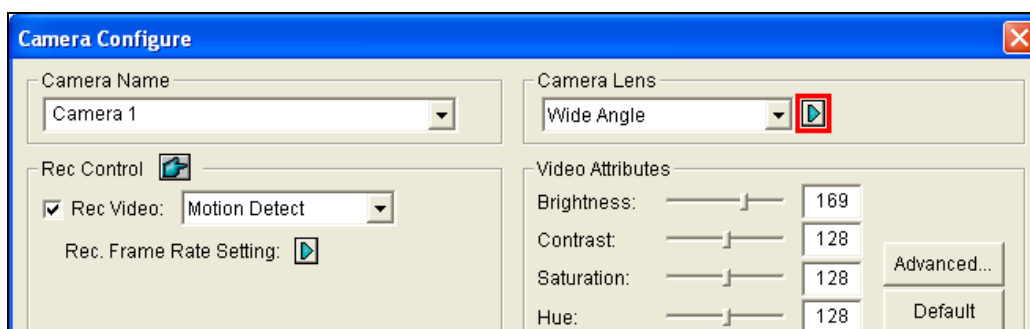 Camera Configure
Camera Name
Camera 1
Camera Lens
Wide Angle
Rec Control
Rec Video: Motion Detect
Rec. Frame Rate Setting:
Video Attributes
Brightness: 169
Contrast: 128
Saturation: 128
Hue: 128
Advanced...
Default